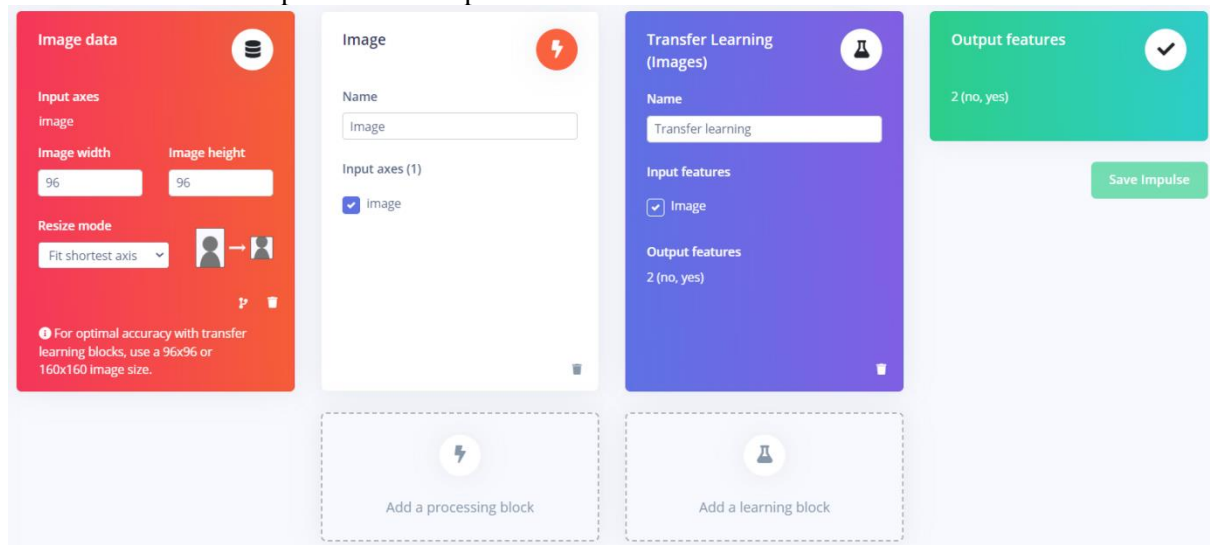 Image data
Input axes
image
Image width
Image height
96
96
Resize mode
Fit shortest axis
For optimal accuracy with transfer
learning blocks, use a 96x96 or
160x160 image size.
Image
Name
Image
Input axes (1)
image
Add a processing block
Transfer Learning
(Images)
Name
Transfer learning
Input features
Image
Output features
2 (no, yes)
Add a learning block
Output features
2 (no, yes)
Save Impulse